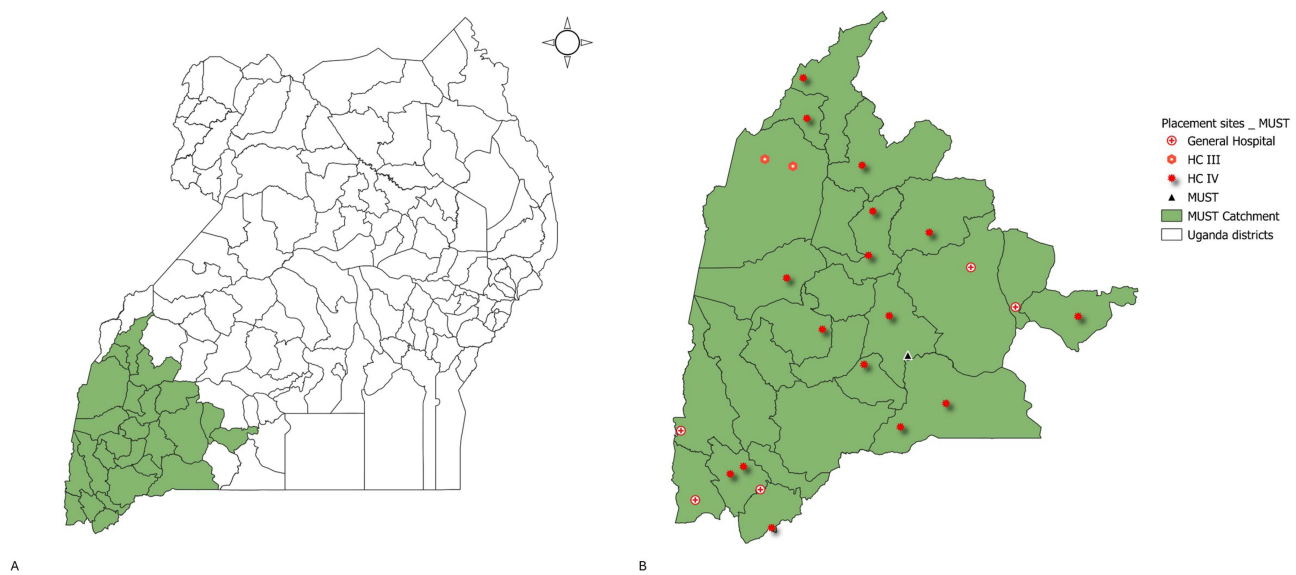 Placement sites _ MUST
General Hospital
HC III
HC IV
MUST
MUST Catchment
Uganda districts
A
B